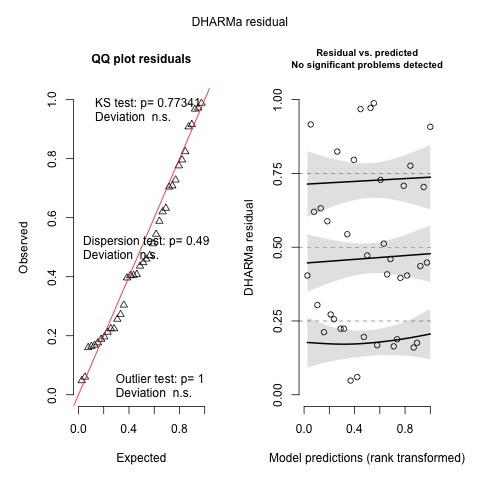 DHARMa residual
QQ plot residuals
KS test: p= 0.77341
Deviation n.s.
Dispersion test: p= 0.49
Deviation n.s.
Outlier test: p= 1
Deviation n.s.
Observed
0.0 0.2 0.4 0.6 0.8 1.0
0.0 0.4 0.8
Expected
Residual vs. predicted
No significant problems detected
DHARMa residual
0.00 0.25 0.50 0.75 1.00
0.0 0.4 0.8
Model predictions (rank transformed)